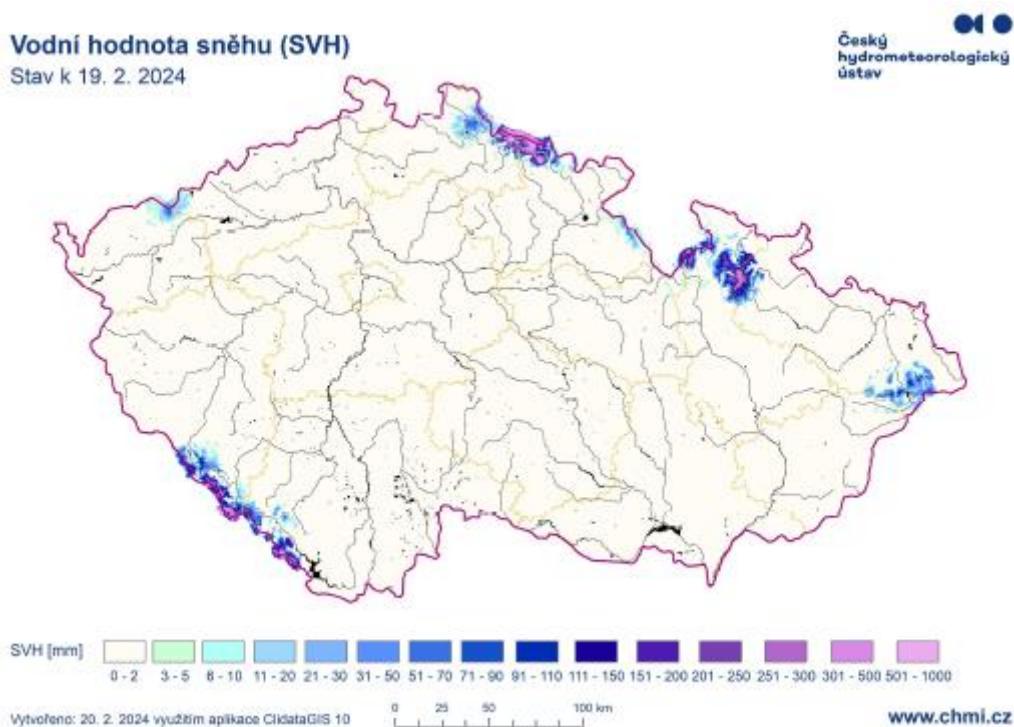 Vodní hodnota sněhu (SVH)
Stav k 19. 2. 2024
Český
hydrometeorologický
ústav
SVH [mm]
0 - 2 3 - 5 6 - 10 11 - 20 21 - 30 31 - 50 51 - 70 71 - 90 91 - 110 111 - 150 151 - 200 201 - 250 251 - 300 301 - 500 501 - 1000
Vytvořeno: 20. 2. 2024 využitím aplikace ClidataGIS 10
0 25 50 100 km
www.chmi.cz